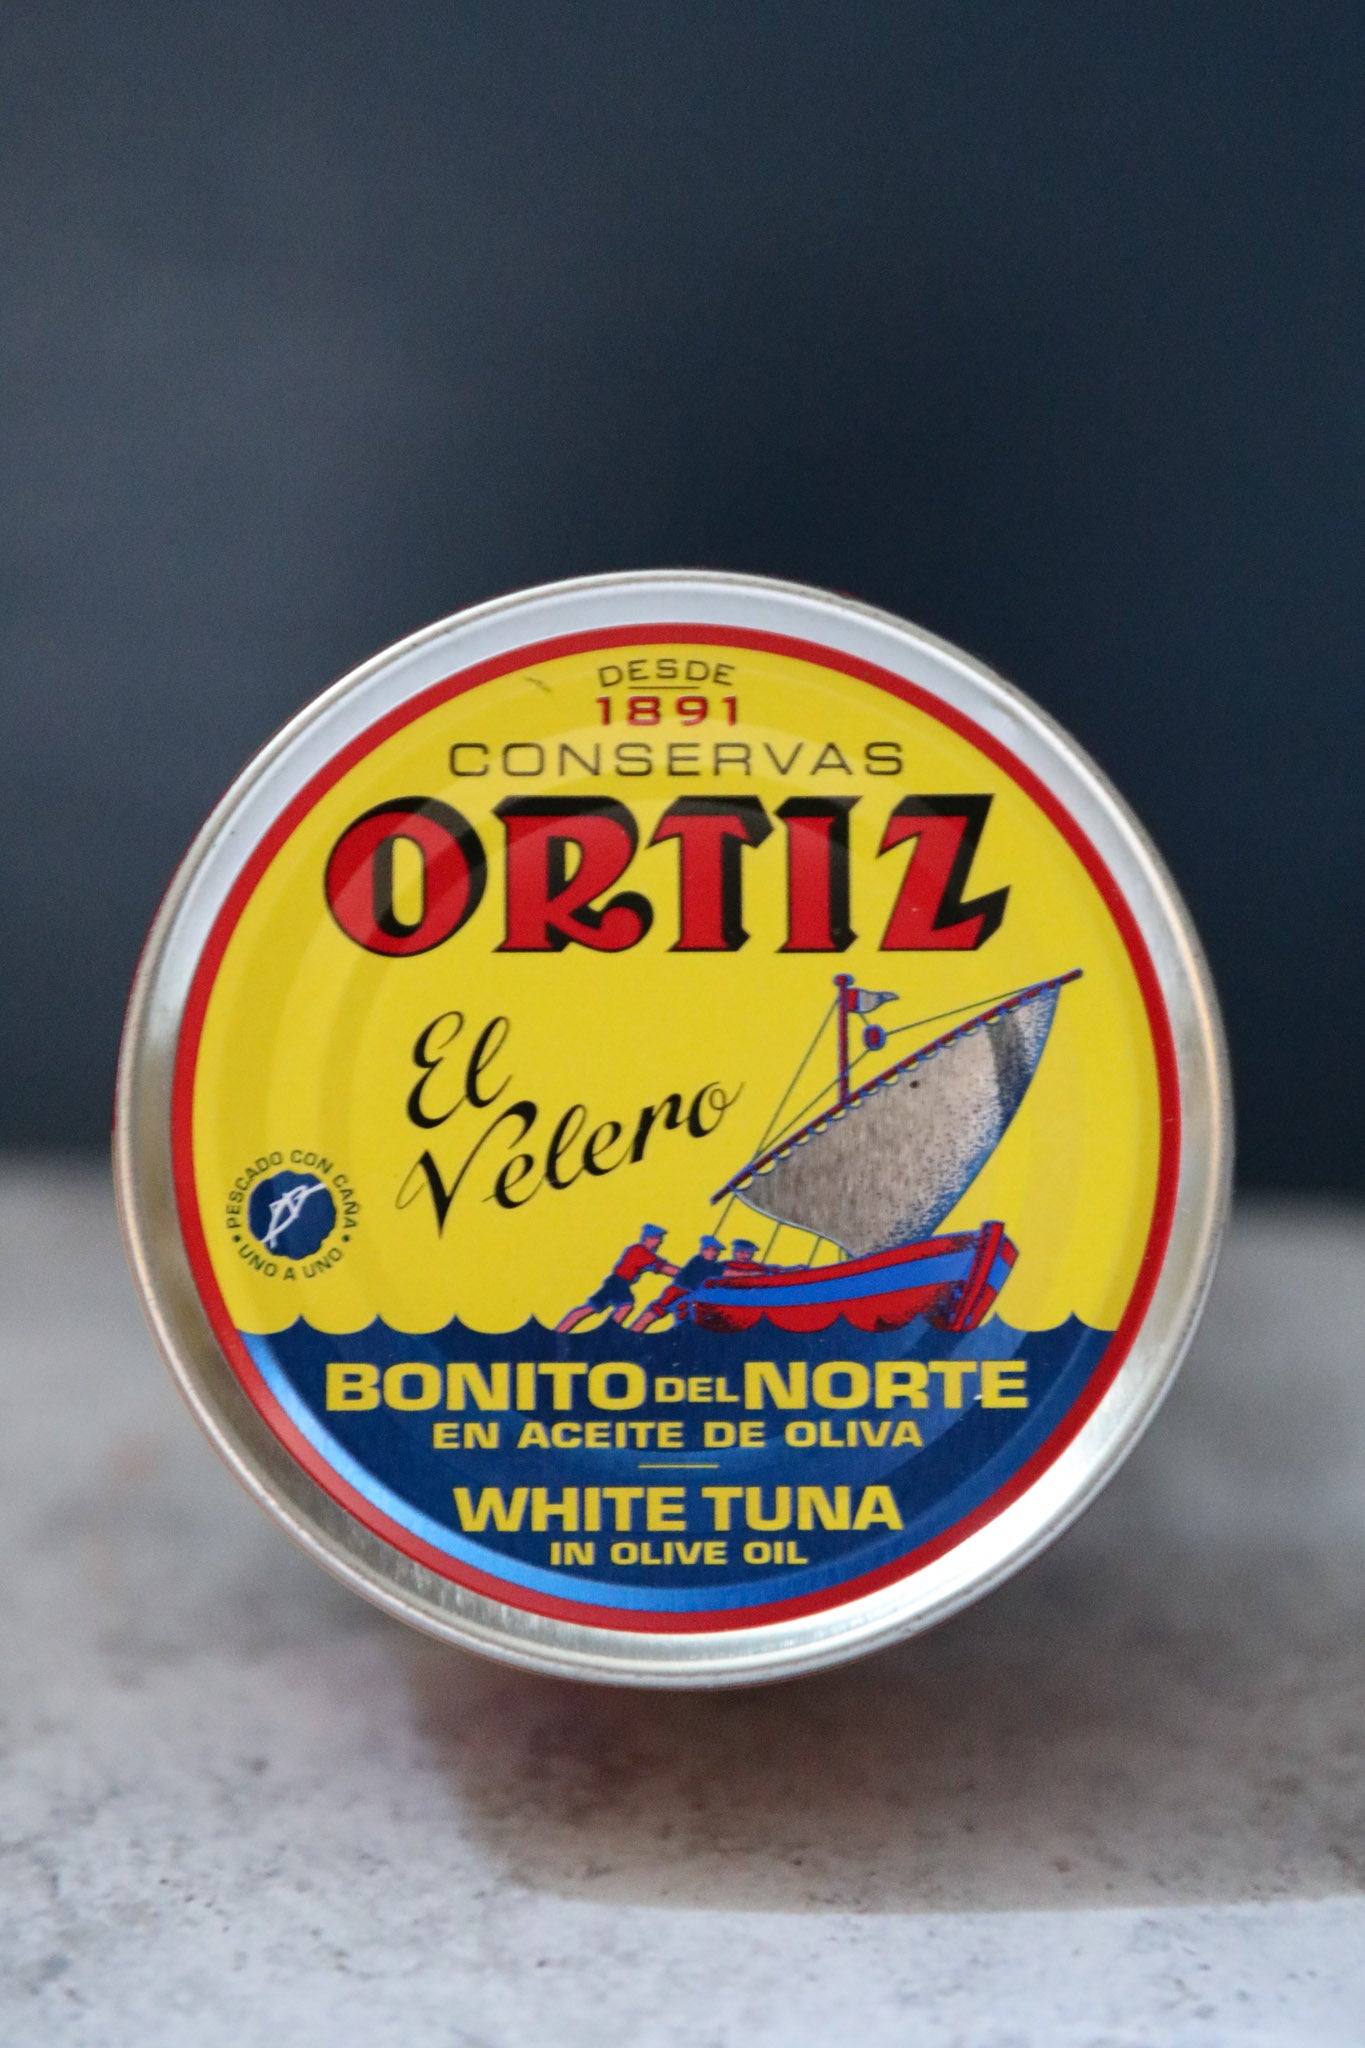 DESDE
1891
CONSERVAS
ORTIZ
El
Velero
PESCADO CON CAÑA
• UNO A UNO •
BONITO DEL NORTE
EN ACEITE DE OLIVA
WHITE TUNA
IN OLIVE OIL